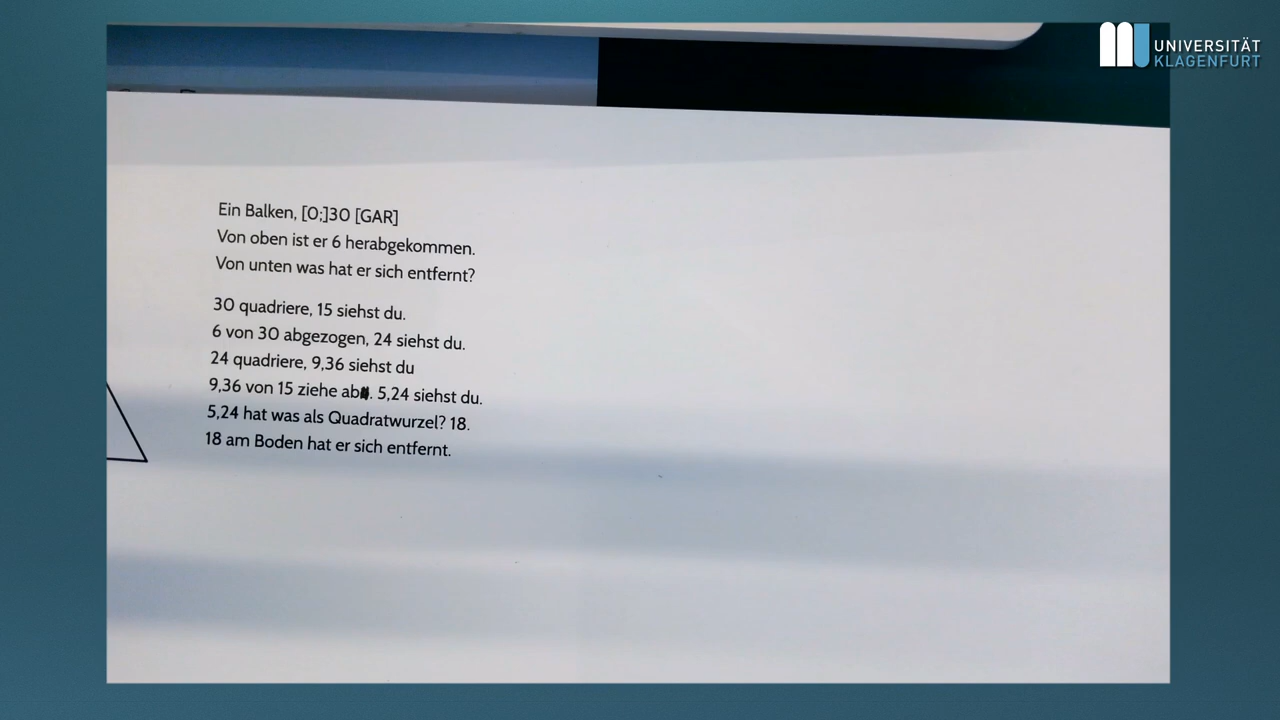 UNIVERSITÄT
KLAGENFURT
Ein Balken, [0;]30 [GAR]
Von oben ist er 6 herabgekommen.
Von unten was hat er sich entfernt?
30 quadriere, 15 siehst du.
6 von 30 abgezogen, 24 siehst du.
24 quadriere, 9,36 siehst du
9,36 von 15 ziehe ab. 5,24 siehst du.
5,24 hat was als Quadratwurzel? 18.
18 am Boden hat er sich entfernt.